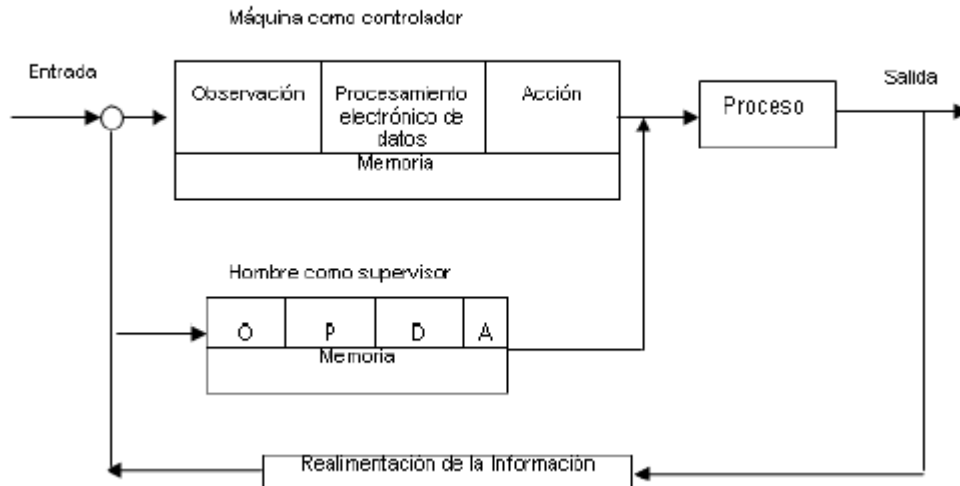 Máquina como controlador
Entrada
Salida
Observación
Procesamiento
electrónico de
datos
Acción
Memoria
Proceso
Hombre como supervisor
O
P
D
A
Memoria
Realimentación de la Información